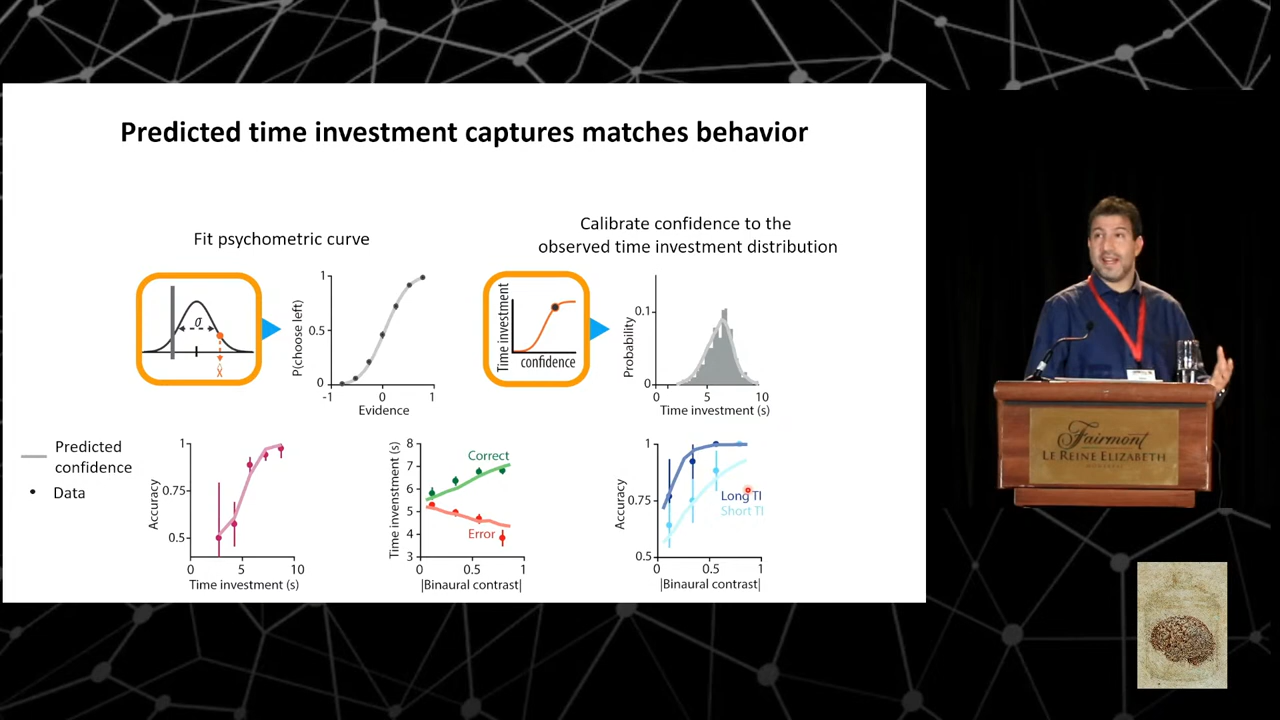 Predicted time investment captures matches behavior
Fit psychometric curve
Calibrate confidence to the
observed time investment distribution
σ
x̂
P(choose left)
1
0.5
0
-1
0
1
Evidence
Time investment
confidence
Probability
0.1
0
0
5
10
Time investment (s)
Predicted
confidence
Data
Accuracy
1
0.75
0.5
0
5
10
Time investment (s)
Time invenstment (s)
8
7
6
5
4
3
Correct
Error
0
0.5
1
|Binaural contrast|
Accuracy
1
0.75
0.5
Long TI
Short TI
0
0.5
1
|Binaural contrast|
Fairmont
LE REINE ELIZABETH